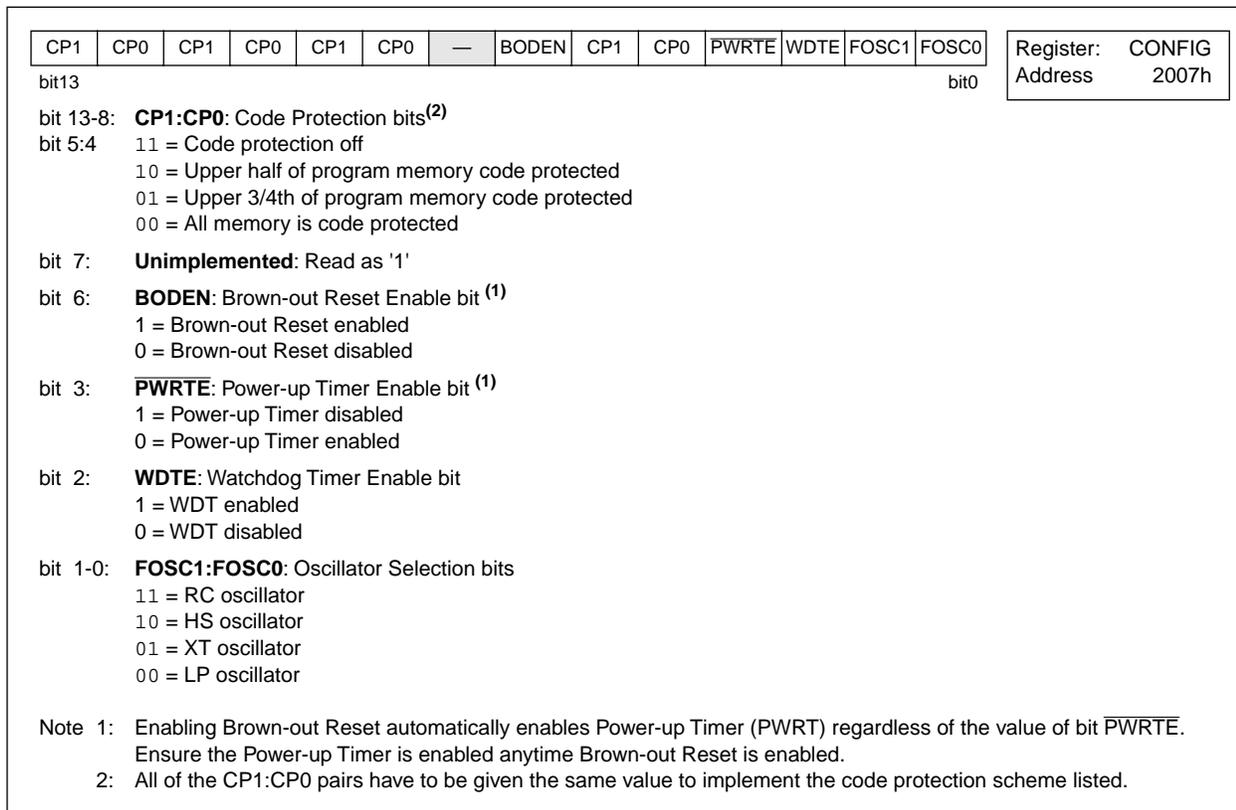 CP1 CP0 CP1 CP0 CP1 CP0 — BODEN CP1 CP0 PWRTE WDTE FOSC1 FOSC0
Register: CONFIG
Address 2007h
bit13 bit0
bit 13-8: CP1:CP0: Code Protection bits(2)
bit 5:4 11 = Code protection off
10 = Upper half of program memory code protected
01 = Upper 3/4th of program memory code protected
00 = All memory is code protected
bit 7: Unimplemented: Read as '1'
bit 6: BODEN: Brown-out Reset Enable bit (1)
1 = Brown-out Reset enabled
0 = Brown-out Reset disabled
bit 3: PWRTE: Power-up Timer Enable bit (1)
1 = Power-up Timer disabled
0 = Power-up Timer enabled
bit 2: WDTE: Watchdog Timer Enable bit
1 = WDT enabled
0 = WDT disabled
bit 1-0: FOSC1:FOSC0: Oscillator Selection bits
11 = RC oscillator
10 = HS oscillator
01 = XT oscillator
00 = LP oscillator
Note 1: Enabling Brown-out Reset automatically enables Power-up Timer (PWRT) regardless of the value of bit PWRTE.
Ensure the Power-up Timer is enabled anytime Brown-out Reset is enabled.
2: All of the CP1:CP0 pairs have to be given the same value to implement the code protection scheme listed.